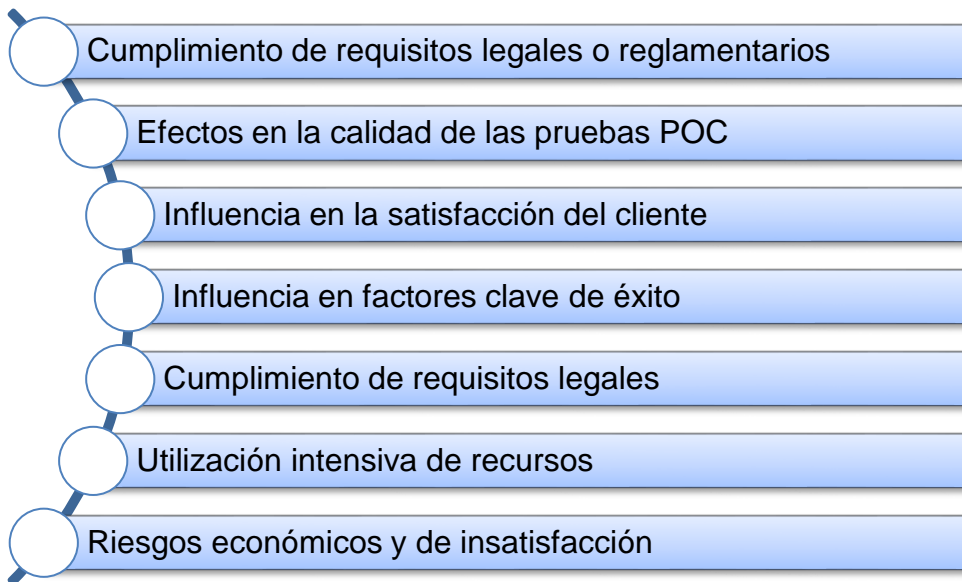 Cumplimiento de requisitos legales o reglamentarios
Efectos en la calidad de las pruebas POC
Influencia en la satisfacción del cliente
Influencia en factores clave de éxito
Cumplimiento de requisitos legales
Utilización intensiva de recursos
Riesgos económicos y de insatisfacción